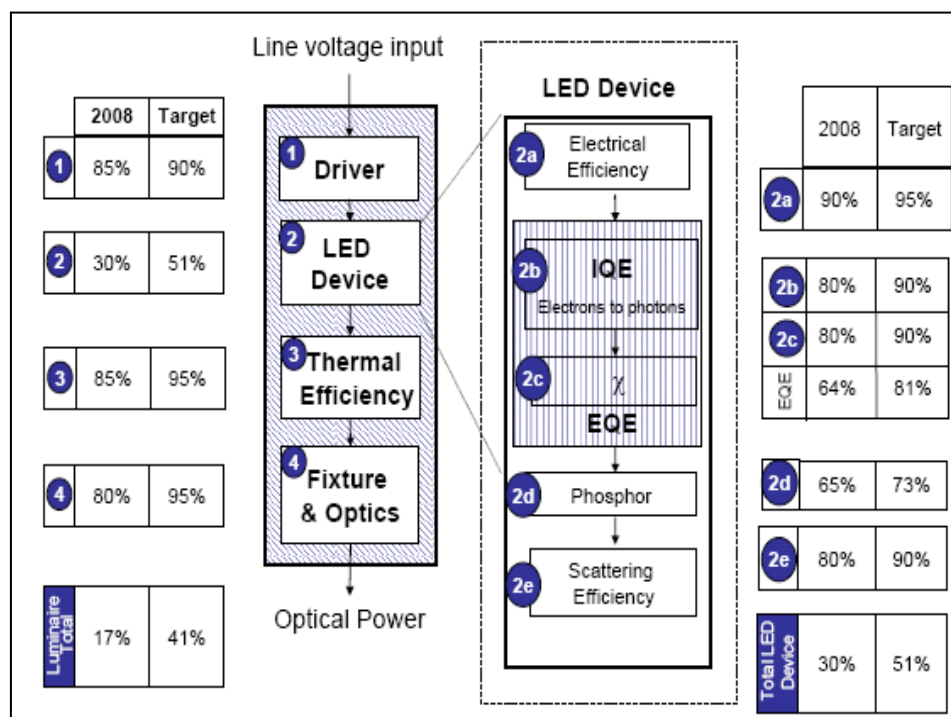 Line voltage input
2008 Target
1 85% 90%
2 30% 51%
3 85% 95%
4 80% 95%
Luminaire
Total
17% 41%
1 Driver
2 LED
Device
3 Thermal
Efficiency
4 Fixture
& Optics
Optical Power
LED Device
2a Electrical
Efficiency
2b IQE
Electrons to photons
2c χ
EQE
2d Phosphor
2e Scattering
Efficiency
2008 Target
2a 90% 95%
2b 80% 90%
2c 80% 90%
EQE 64% 81%
2d 65% 73%
2e 80% 90%
Total LED
Device
30% 51%